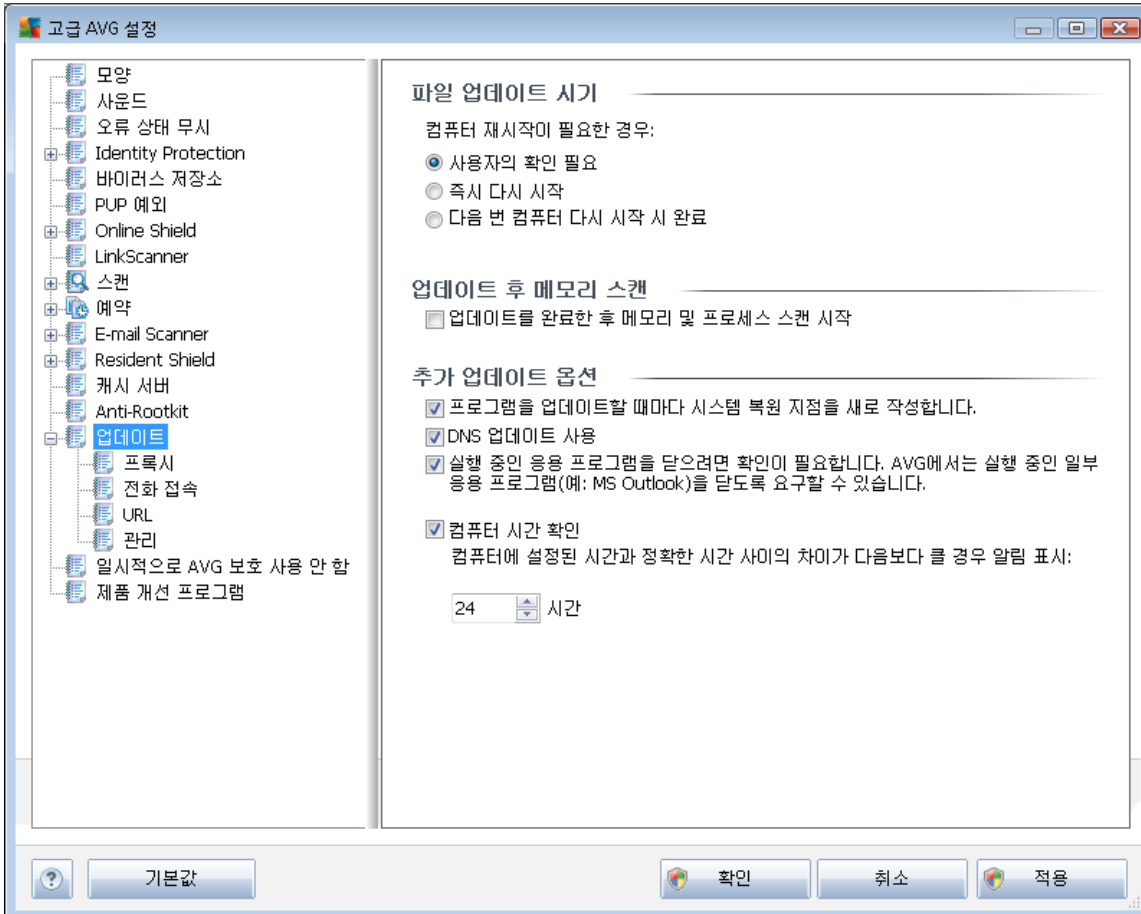 고급 AVG 설정
모양
사운드
오류 상태 무시
Identity Protection
바이러스 저장소
PUP 예외
Online Shield
LinkScanner
스캔
예약
E-mail Scanner
Resident Shield
캐시 서버
Anti-Rootkit
업데이트
프록시
전화 접속
URL
관리
일시적으로 AVG 보호 사용 안 함
제품 개선 프로그램
파일 업데이트 시기
컴퓨터 재시작이 필요한 경우:
사용자의 확인 필요
즉시 다시 시작
다음 번 컴퓨터 다시 시작 시 완료
업데이트 후 메모리 스캔
업데이트를 완료한 후 메모리 및 프로세스 스캔 시작
추가 업데이트 옵션
프로그램을 업데이트할 때마다 시스템 복원 지점을 새로 작성합니다.
DNS 업데이트 사용
실행 중인 응용 프로그램을 닫으려면 확인이 필요합니다. AVG에서는 실행 중인 일부
응용 프로그램(예: MS Outlook)을 닫도록 요구할 수 있습니다.
컴퓨터 시간 확인
컴퓨터에 설정된 시간과 정확한 시간 사이의 차이가 다음보다 클 경우 알림 표시:
24 시간
? 기본값 확인 취소 적용